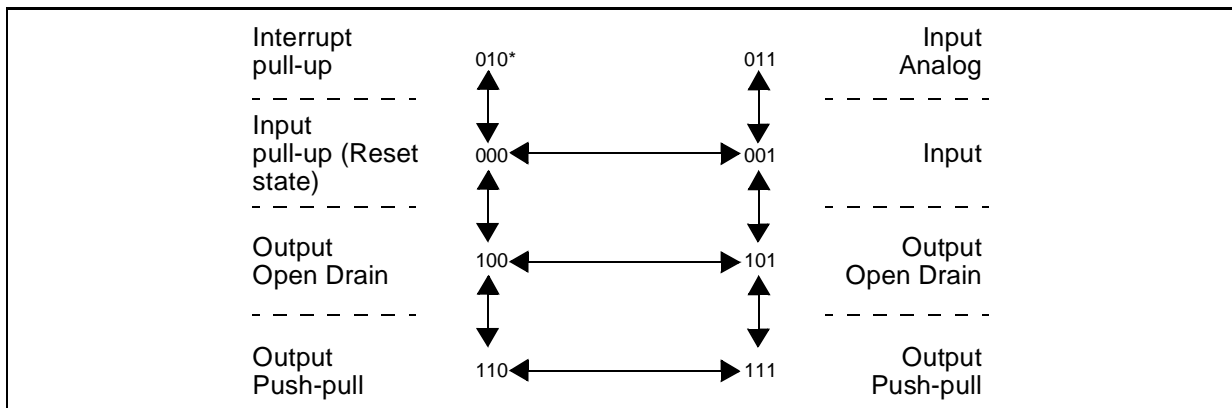 Interrupt
pull-up
010*
011
Input
Analog
Input
pull-up (Reset
state)
000
001
Input
Output
Open Drain
100
101
Output
Open Drain
Output
Push-pull
110
111
Output
Push-pull